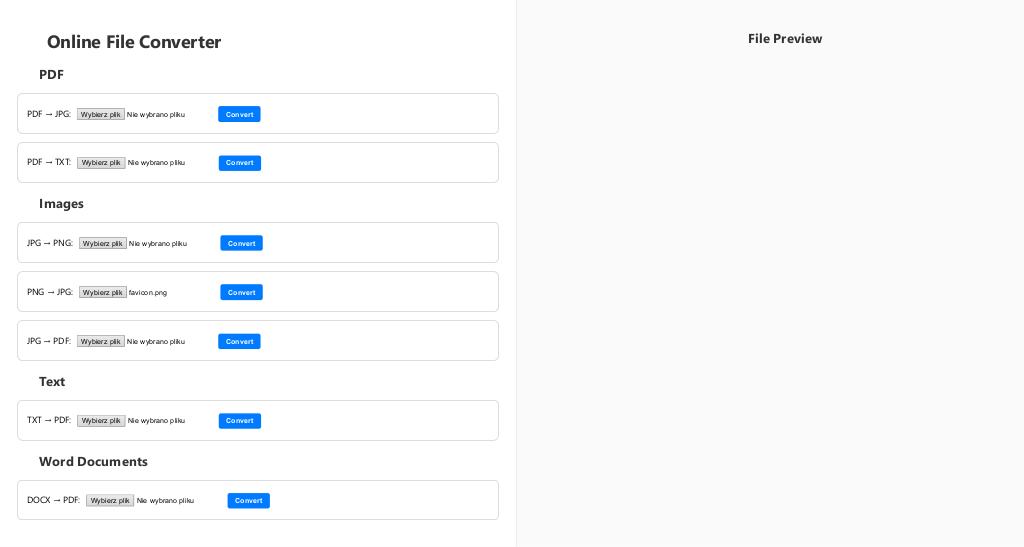 Online File Converter
PDF
PDF → JPG: Wybierz plik Nie wybrano pliku Convert
PDF → TXT: Wybierz plik Nie wybrano pliku Convert
Images
JPG → PNG: Wybierz plik Nie wybrano pliku Convert
PNG → JPG: Wybierz plik favicon.png Convert
JPG → PDF: Wybierz plik Nie wybrano pliku Convert
Text
TXT → PDF: Wybierz plik Nie wybrano pliku Convert
Word Documents
DOCX → PDF: Wybierz plik Nie wybrano pliku Convert
File Preview